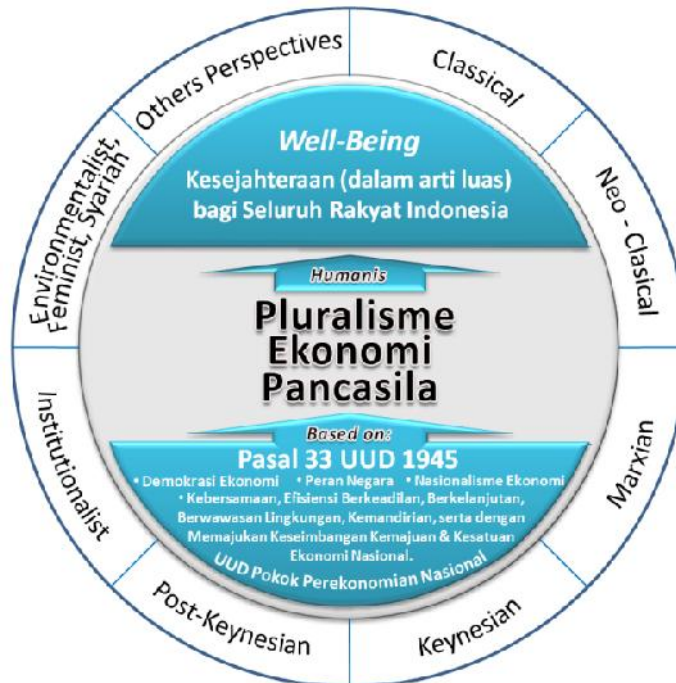 Others Perspectives
Classical
Neo - Clasical
Marxian
Keynesian
Post-Keynesian
Institutionalist
Environmentalist,
Feminist, Syariah
Well-Being
Kesejahteraan (dalam arti luas)
bagi Seluruh Rakyat Indonesia
Humanis
Pluralisme
Ekonomi
Pancasila
Based on:
Pasal 33 UUD 1945
• Demokrasi Ekonomi • Peran Negara • Nasionalisme Ekonomi
• Kebersamaan, Efisiensi Berkeadilan, Berkelanjutan,
Berwawasan Lingkungan, Kemandirian, serta dengan
Memajukan Keseimbangan Kemajuan & Kesatuan
Ekonomi Nasional.
UUD Pokok Perekonomian Nasional